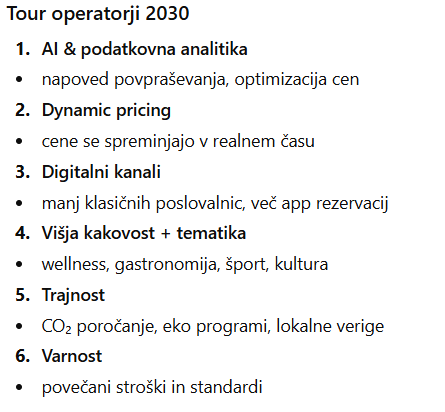 Tour operatorji 2030
1. AI & podatkovna analitika
• napoved povpraševanja, optimizacija cen
2. Dynamic pricing
• cene se spreminjajo v realnem času
3. Digitalni kanali
• manj klasičnih poslovalnic, več app rezervacij
4. Višja kakovost + tematika
• wellness, gastronomija, šport, kultura
5. Trajnost
• CO₂ poročanje, eko programi, lokalne verige
6. Varnost
• povečani stroški in standardi